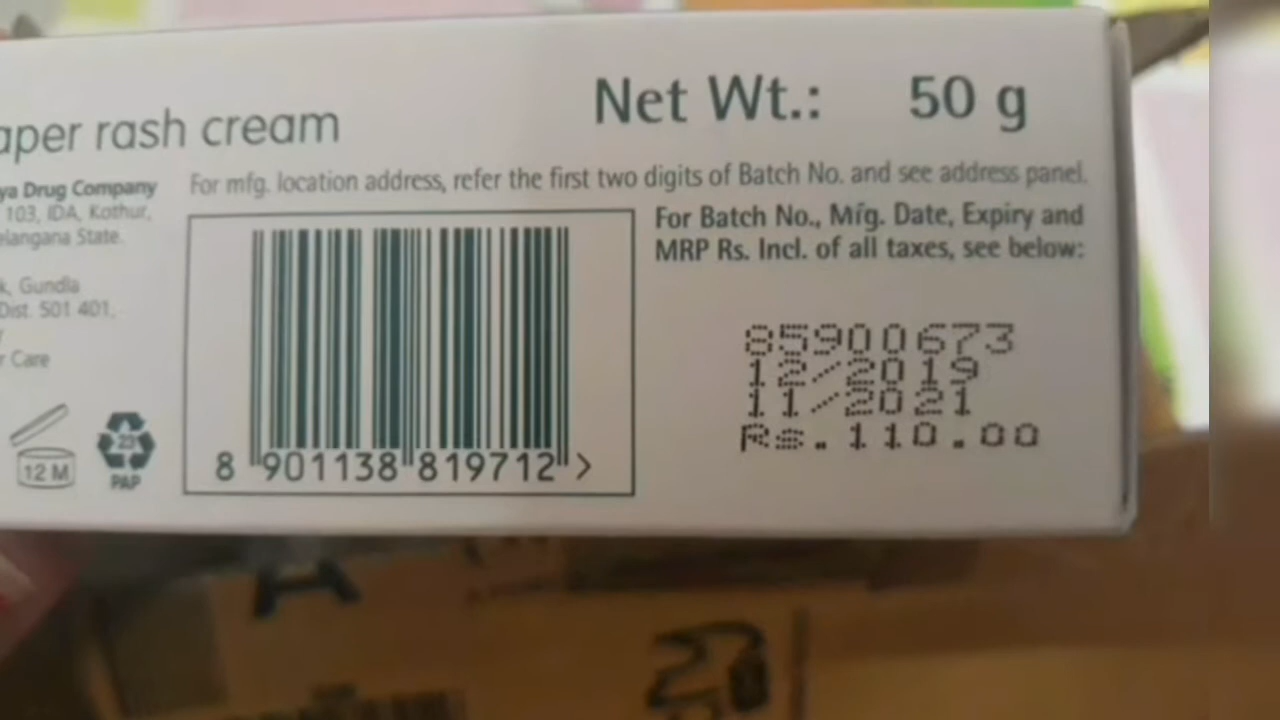 aper rash cream
Net Wt.: 50 g
ya Drug Company
103, IDA, Kothur,
elangana State.
k, Gundla
Dist. 501 401.
r Care
For mfg. location address, refer the first two digits of Batch No. and see address panel.
For Batch No., Mfg. Date, Expiry and
MRP Rs. Incl. of all taxes, see below:
85900673
12/2019
11/2021
Rs.110.00
12 M
23
PAP
8 901138 819712 >